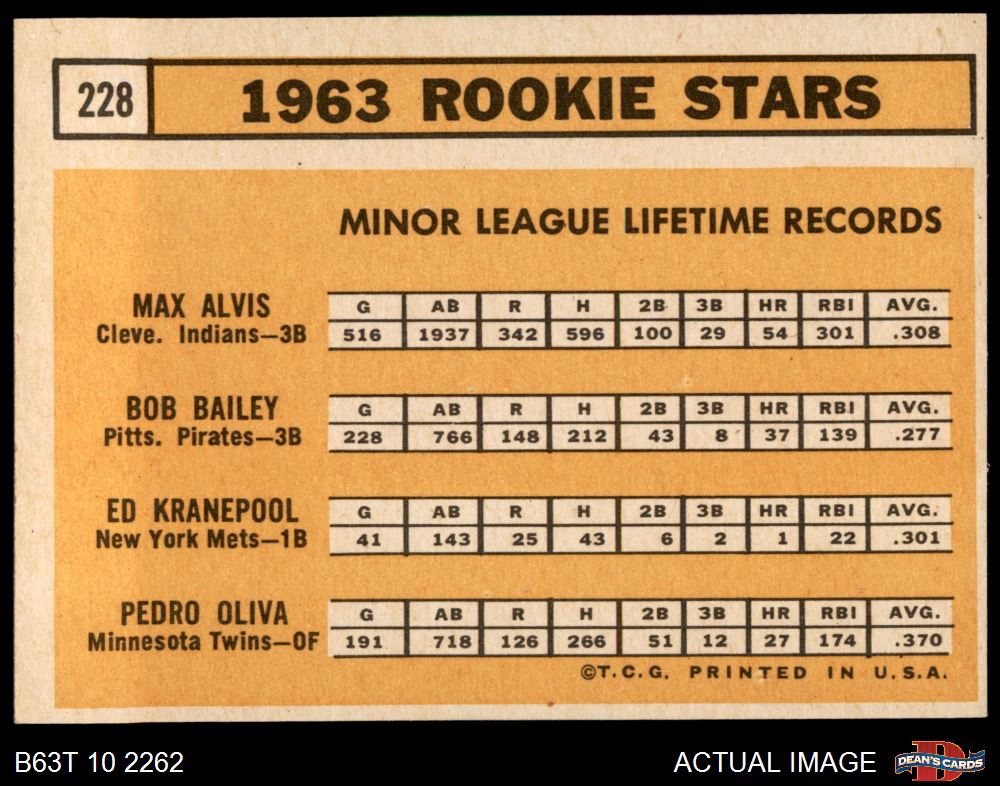 228 1963 ROOKIE STARS
MINOR LEAGUE LIFETIME RECORDS
MAX ALVIS G AB R H 2B 3B HR RBI AVG.
Cleve. Indians—3B 516 1937 342 596 100 29 54 301 .308
BOB BAILEY G AB R H 2B 3B HR RBI AVG.
Pitts. Pirates—3B 228 766 148 212 43 8 37 139 .277
ED KRANEPOOL G AB R H 2B 3B HR RBI AVG.
New York Mets—1B 41 143 25 43 6 2 1 22 .301
PEDRO OLIVA G AB R H 2B 3B HR RBI AVG.
Minnesota Twins—OF 191 718 126 266 51 12 27 174 .370
©T.C.G. PRINTED IN U.S.A.
B63T 10 2262 ACTUAL IMAGE DEAN'S CARDS